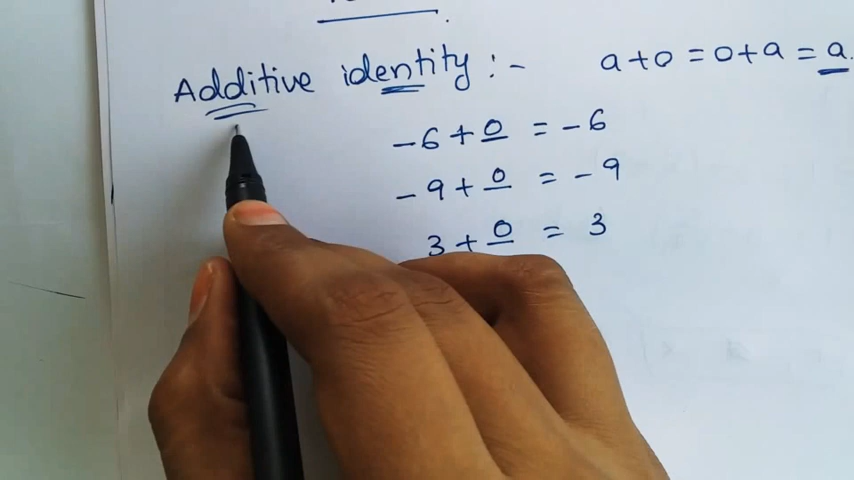 Additive identity :- a + 0 = 0 + a = a.
-6 + 0 = -6
-9 + 0 = -9
3 + 0 = 3